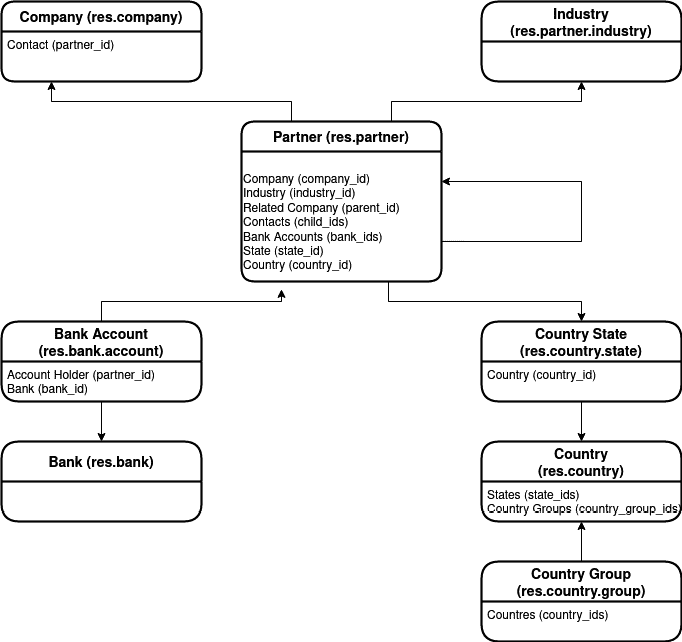 Company (res.company)
Contact (partner_id)
Industry
(res.partner.industry)
Partner (res.partner)
Company (company_id)
Industry (industry_id)
Related Company (parent_id)
Contacts (child_ids)
Bank Accounts (bank_ids)
State (state_id)
Country (country_id)
Bank Account
(res.bank.account)
Account Holder (partner_id)
Bank (bank_id)
Country State
(res.country.state)
Country (country_id)
Bank (res.bank)
Country
(res.country)
States (state_ids)
Country Groups (country_group_ids)
Country Group
(res.country.group)
Countres (country_ids)